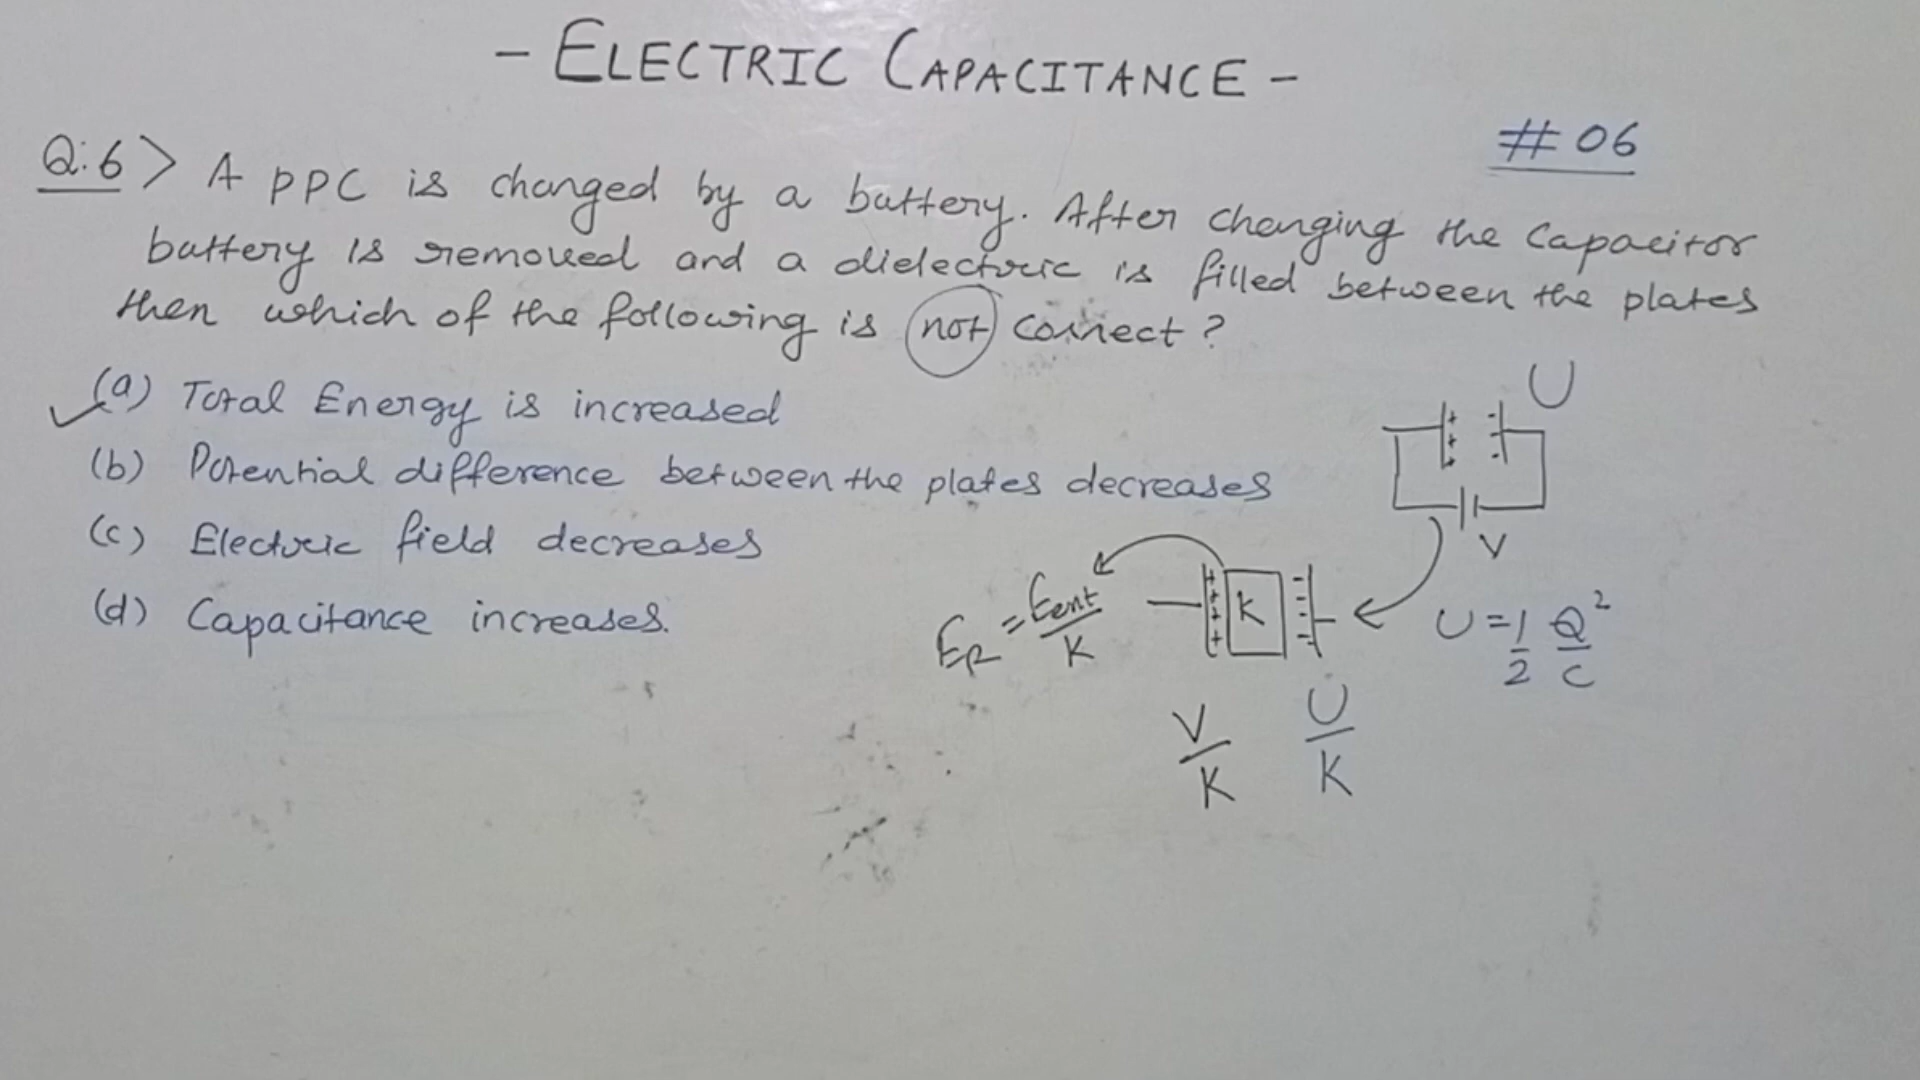 - ELECTRIC CAPACITANCE -
# 06
Q:6> A PPC is charged by a battery. After charging the Capacitor
battery is removed and a dielectric is filled between the plates
then which of the following is not correct?
(a) Total Energy is increased
(b) Potential difference between the plates decreases
(c) Electric field decreases
(d) Capacitance increases.
U
+ + + - - -
V
E_R = E_ext/K
+ + + + K - - - -
U = 1/2 Q²/C
V/K U/K